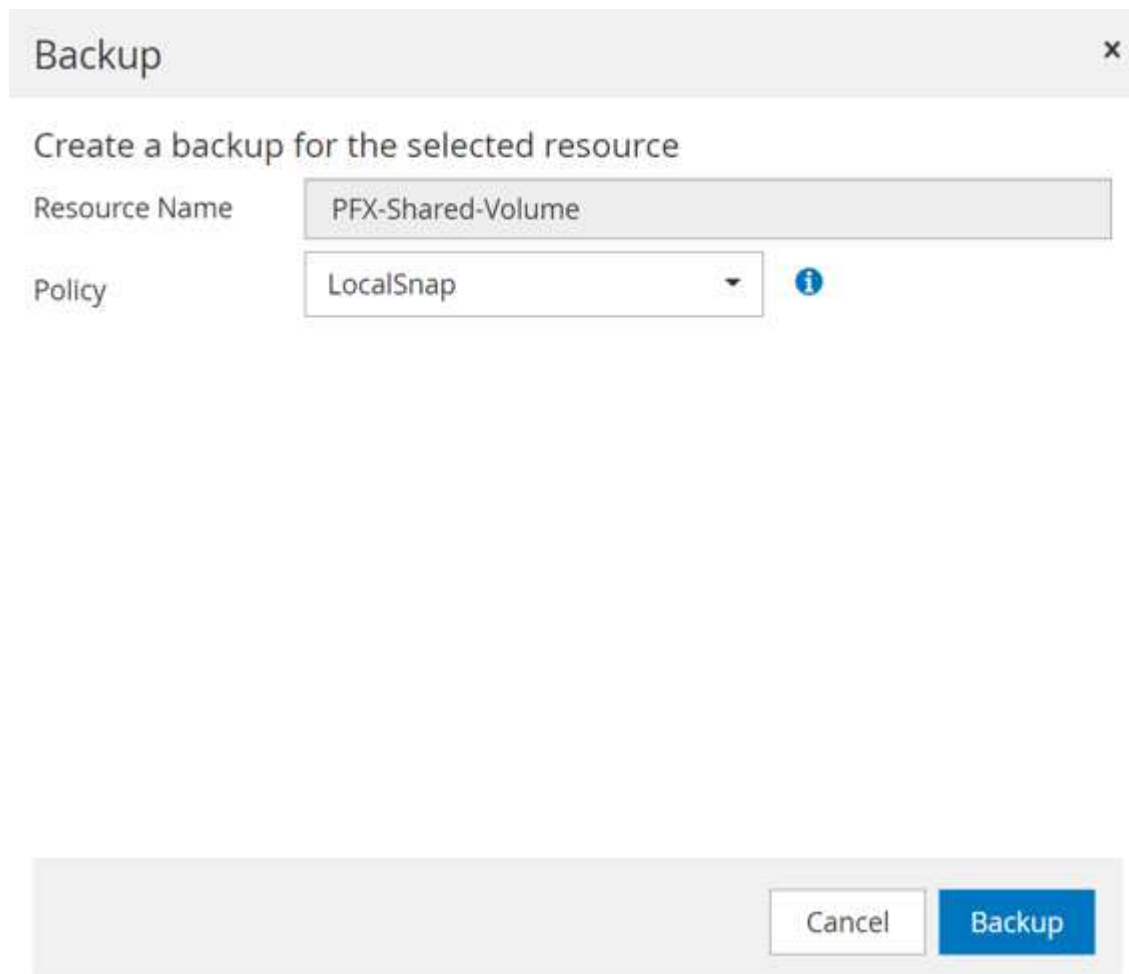 Backup
Create a backup for the selected resource
Resource Name PFX-Shared-Volume
Policy LocalSnap
Cancel Backup